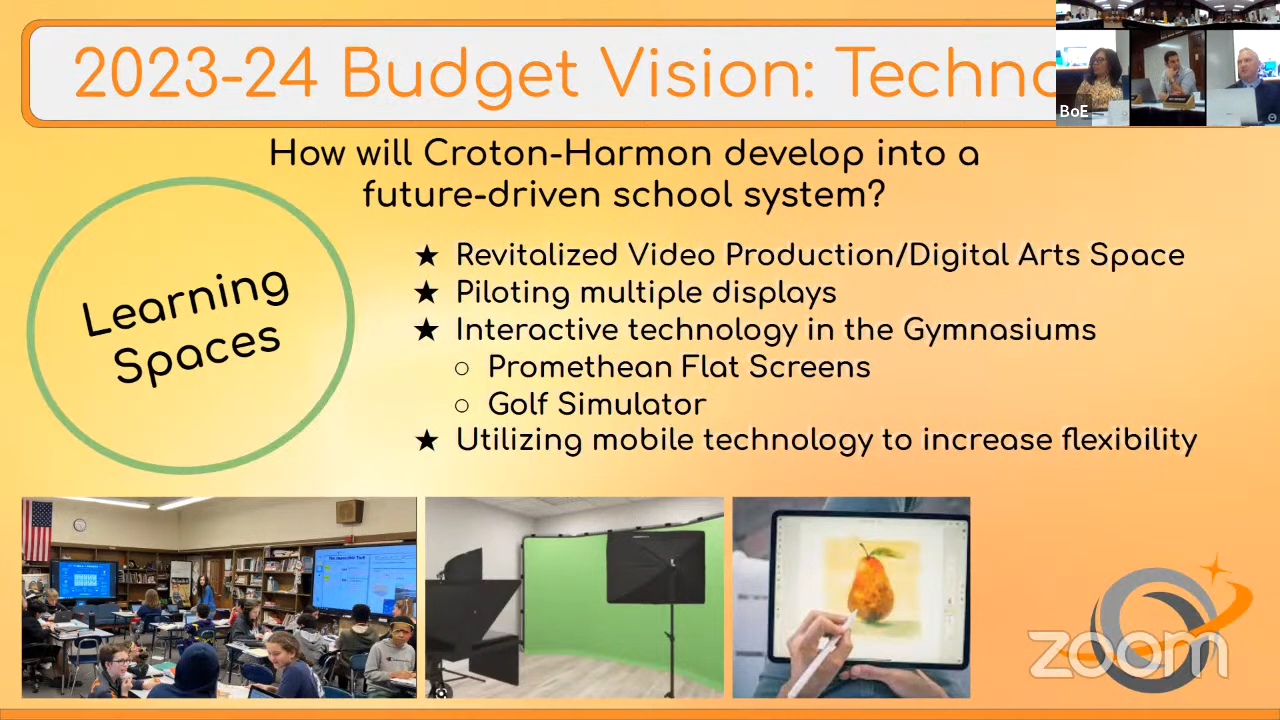 2023-24 Budget Vision: Techno
BoE
How will Croton-Harmon develop into a
future-driven school system?
Learning
Spaces
★ Revitalized Video Production/Digital Arts Space
★ Piloting multiple displays
★ Interactive technology in the Gymnasiums
○ Promethean Flat Screens
○ Golf Simulator
★ Utilizing mobile technology to increase flexibility
zoom